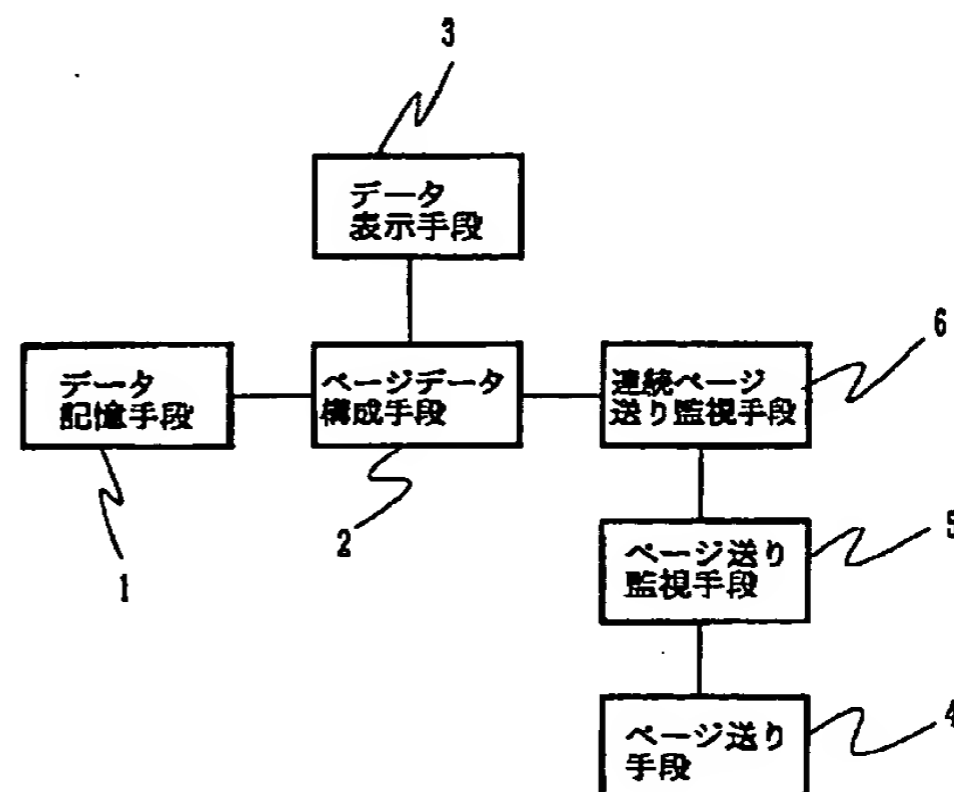 3
データ
表示手段
データ
記憶手段
ページデータ
構成手段
連続ページ
送り監視手段
6
1
2
ページ送り
監視手段
5
ページ送り
手段
4